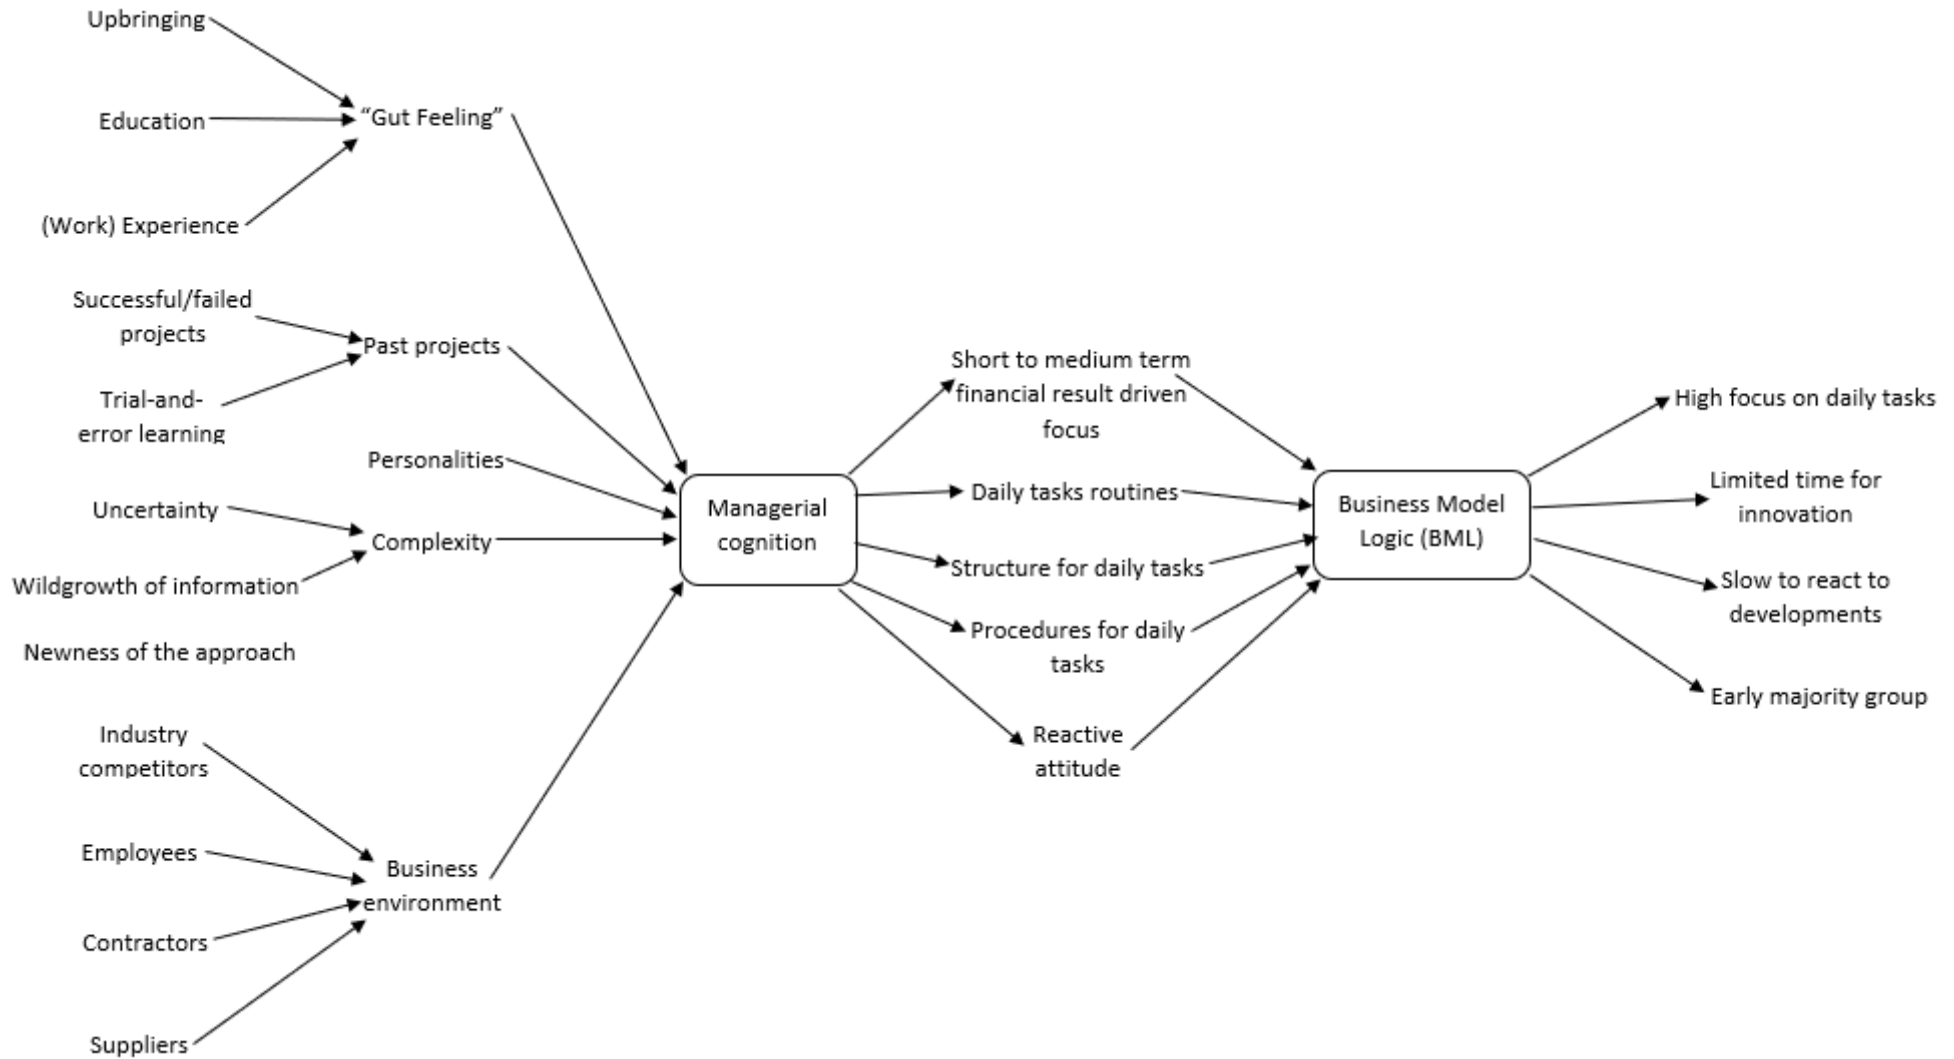 Upbringing
Education
(Work) Experience
"Gut Feeling"
Successful/failed
projects
Trial-and-
error learning
Past projects
Personalities
Uncertainty
Wildgrowth of information
Complexity
Newness of the approach
Industry
competitors
Employees
Contractors
Suppliers
Business
environment
Managerial
cognition
Short to medium term
financial result driven
focus
Daily tasks routines
Structure for daily tasks
Procedures for daily
tasks
Reactive
attitude
Business Model
Logic (BML)
High focus on daily tasks
Limited time for
innovation
Slow to react to
developments
Early majority group